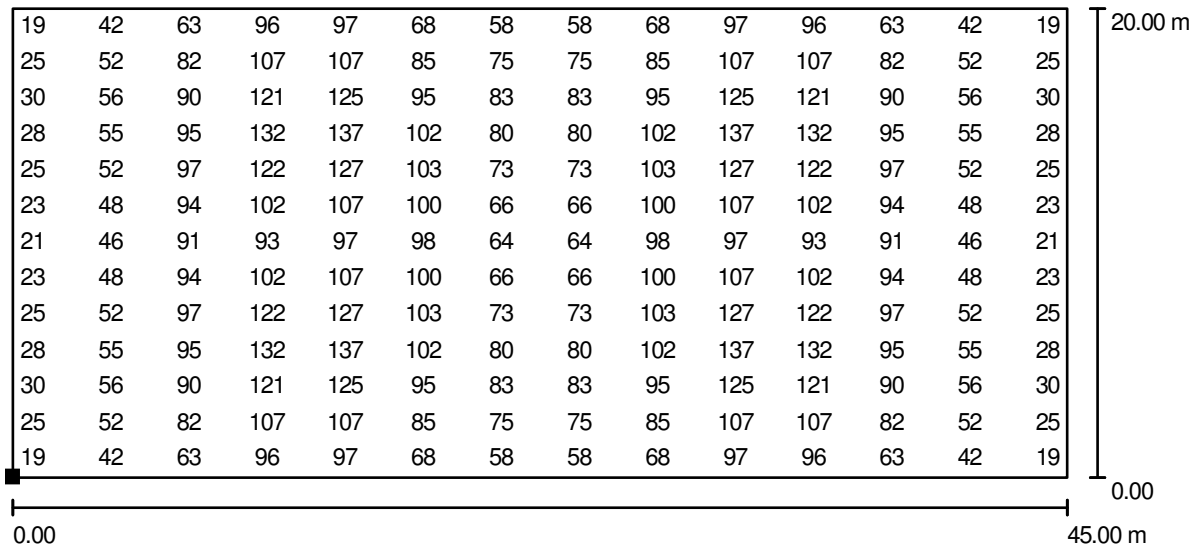 19 42 63 96 97 68 58 58 68 97 96 63 42 19 20.00 m
25 52 82 107 107 85 75 75 85 107 107 82 52 25
30 56 90 121 125 95 83 83 95 125 121 90 56 30
28 55 95 132 137 102 80 80 102 137 132 95 55 28
25 52 97 122 127 103 73 73 103 127 122 97 52 25
23 48 94 102 107 100 66 66 100 107 102 94 48 23
21 46 91 93 97 98 64 64 98 97 93 91 46 21
23 48 94 102 107 100 66 66 100 107 102 94 48 23
25 52 97 122 127 103 73 73 103 127 122 97 52 25
28 55 95 132 137 102 80 80 102 137 132 95 55 28
30 56 90 121 125 95 83 83 95 125 121 90 56 30
25 52 82 107 107 85 75 75 85 107 107 82 52 25
19 42 63 96 97 68 58 58 68 97 96 63 42 19
0.00
0.00 45.00 m